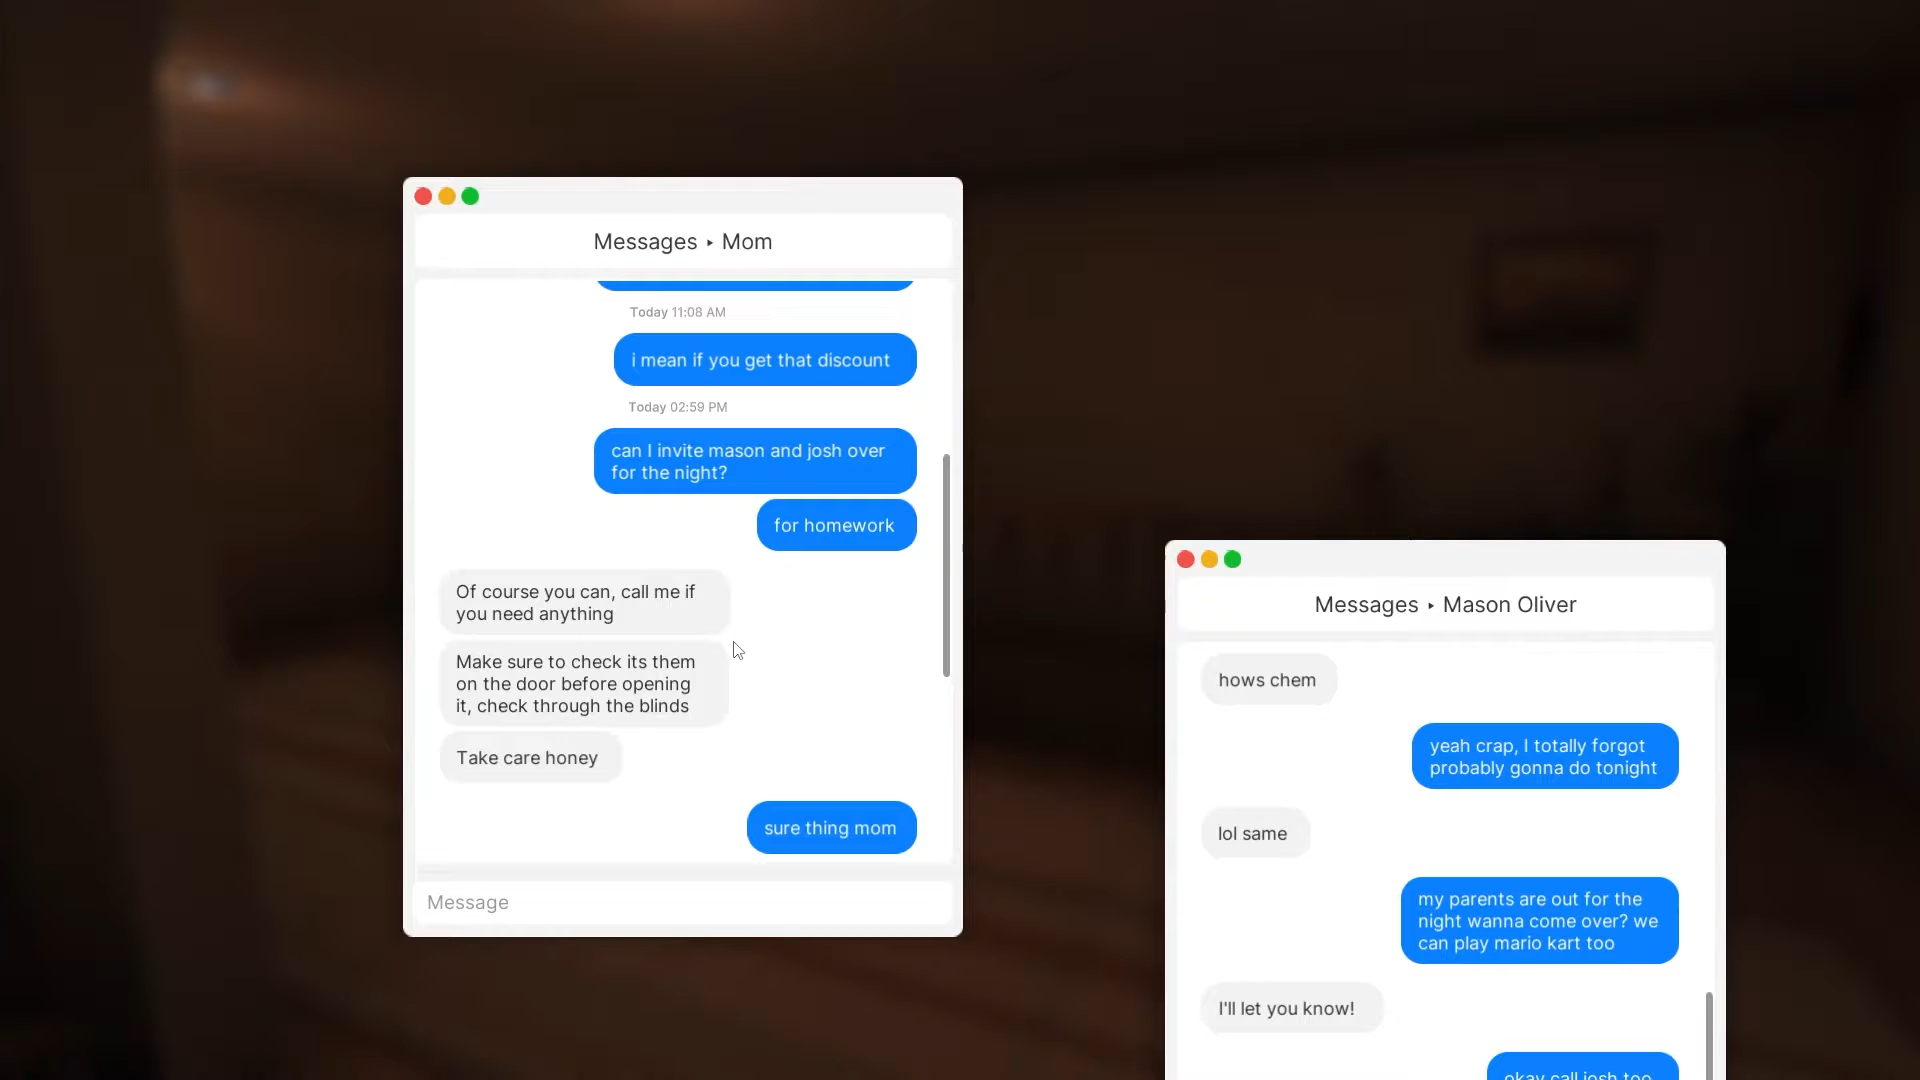 Messages ▸ Mom
Today 11:08 AM
i mean if you get that discount
Today 02:59 PM
can I invite mason and josh over
for the night?
for homework
Of course you can, call me if
you need anything
Make sure to check its them
on the door before opening
it, check through the blinds
Take care honey
sure thing mom
Message
Messages ▸ Mason Oliver
hows chem
yeah crap, I totally forgot
probably gonna do tonight
lol same
my parents are out for the
night wanna come over? we
can play mario kart too
I'll let you know!
okay call josh too